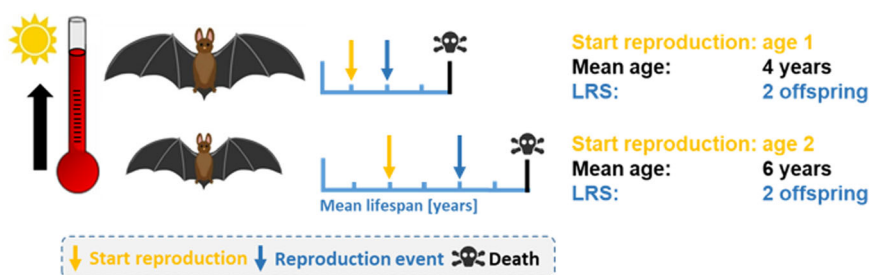 Start reproduction: age 1
Mean age: 4 years
LRS: 2 offspring
Start reproduction: age 2
Mean age: 6 years
LRS: 2 offspring
Mean lifespan [years]
Start reproduction Reproduction event Death